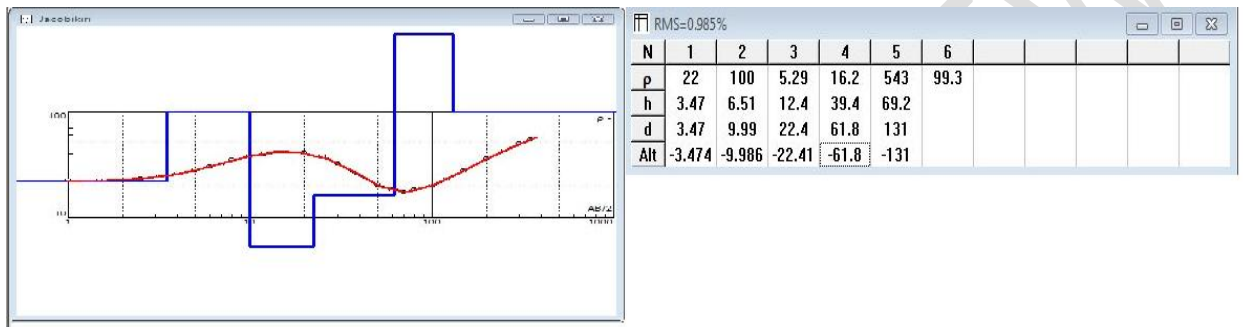 Jacobikiri
100
ρ
10
AB/2
1
10
100
1000
RMS=0.985%
N 1 2 3 4 5 6
ρ 22 100 5.29 16.2 543 99.3
h 3.47 6.51 12.4 39.4 69.2
d 3.47 9.99 22.4 61.8 131
Alt -3.474 -9.986 -22.41 -61.8 -131